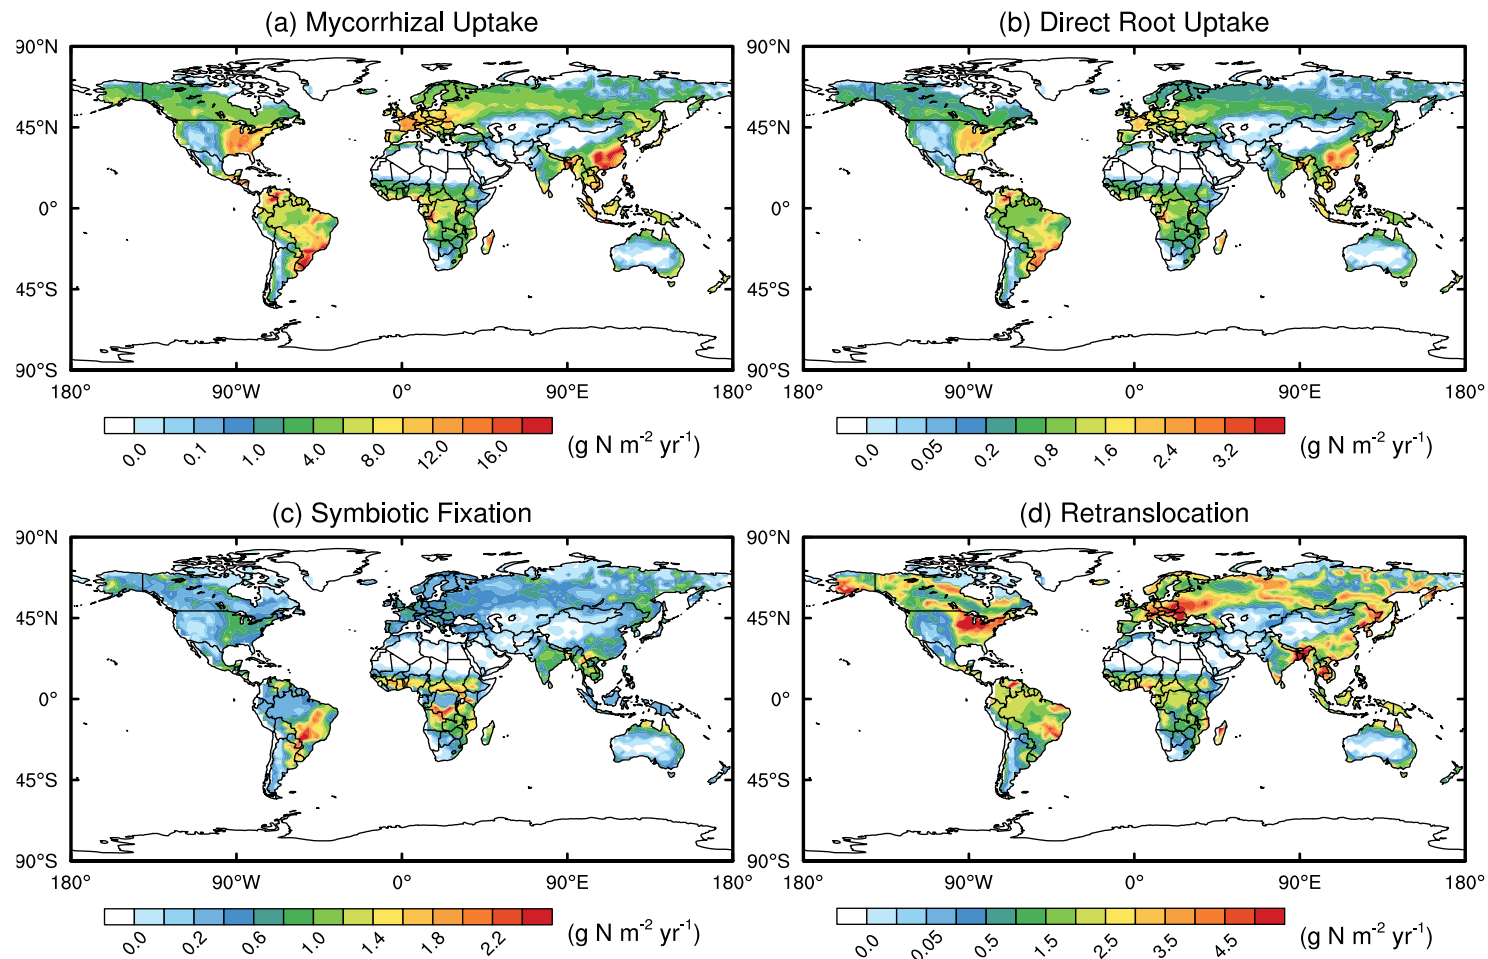 (a) Mycorrhizal Uptake
(b) Direct Root Uptake
90°N
45°N
0°
45°S
90°S
180° 90°W 0° 90°E 180°
90°N
45°N
0°
45°S
90°S
180° 90°W 0° 90°E 180°
0.0 0.1 1.0 4.0 8.0 12.0 16.0 (g N m-2 yr-1)
0.0 0.05 0.2 0.8 1.6 2.4 3.2 (g N m-2 yr-1)
(c) Symbiotic Fixation
(d) Retranslocation
90°N
45°N
0°
45°S
90°S
180° 90°W 0° 90°E 180°
90°N
45°N
0°
45°S
90°S
180° 90°W 0° 90°E 180°
0.0 0.2 0.6 1.0 1.4 1.8 2.2 (g N m-2 yr-1)
0.0 0.05 0.5 1.5 2.5 3.5 4.5 (g N m-2 yr-1)